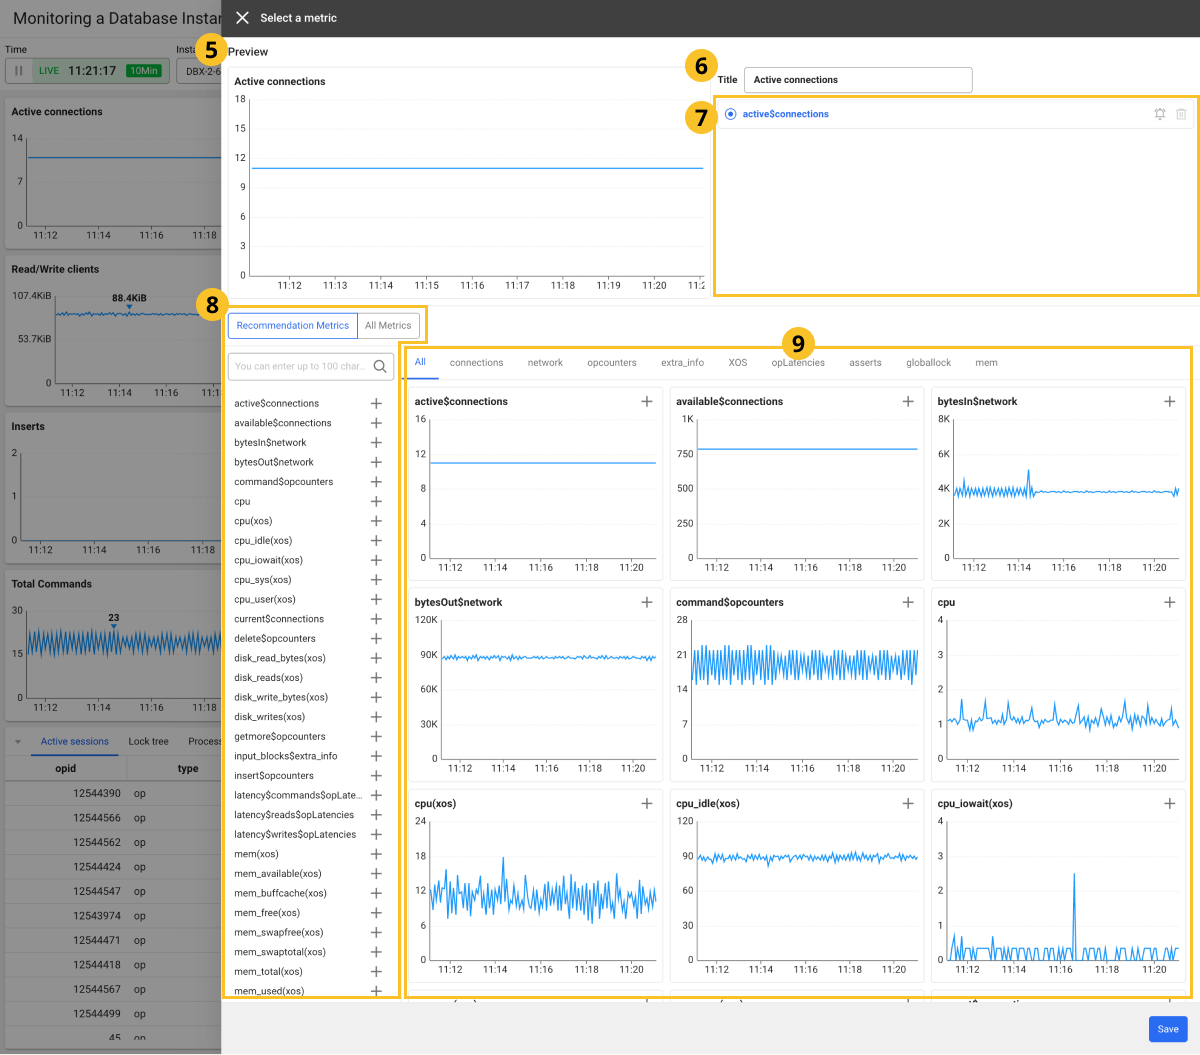 Monitoring a Database Instan
Time
Insta
LIVE 11:21:17 10Min
DBX-2-6
Active connections
14
7
0
11:12 11:14 11:16 11:18
Read/Write clients
107.4KiB
88.4KiB
53.7KiB
0
11:12 11:14 11:16 11:1
Inserts
2
1
0
11:12 11:14 11:16 11:18
Total Commands
30
23
15
0
11:12 11:14 11:16 11:18
Active sessions Lock tree Proces
opid type
12544390 op
12544566 op
12544562 op
12544424 op
12544547 op
12543974 op
12544471 op
12544418 op
12544567 op
12544499 op
45 op
Select a metric
5 Preview
Active connections
18
15
12
9
6
3
0
11:12 11:13 11:14 11:15 11:16 11:17 11:18 11:19 11:20 11:2
6
Title Active connections
7
active$connections
8
Recommendation Metrics All Metrics
You can enter up to 100 char...
active$connections
available$connections
bytesIn$network
bytesOut$network
command$opcounters
cpu
cpu(xos)
cpu_idle(xos)
cpu_iowait(xos)
cpu_sys(xos)
cpu_user(xos)
current$connections
delete$opcounters
disk_read_bytes(xos)
disk_reads(xos)
disk_write_bytes(xos)
disk_writes(xos)
getmore$opcounters
input_blocks$extra_info
insert$opcounters
latency$commands$opLate...
latency$reads$opLatencies
latency$writes$opLatencies
mem(xos)
mem_available(xos)
mem_buffcache(xos)
mem_free(xos)
mem_swapfree(xos)
mem_swaptotal(xos)
mem_total(xos)
mem_used(xos)
9
All connections network opcounters extra_info XOS opLatencies asserts globallock mem
active$connections
16
12
8
4
0
11:12 11:14 11:16 11:18 11:20
available$connections
1K
750
500
250
0
11:12 11:14 11:16 11:18 11:20
bytesIn$network
8K
6K
4K
2K
0
11:12 11:14 11:16 11:18 11:20
bytesOut$network
120K
90K
60K
30K
0
11:12 11:14 11:16 11:18 11:20
command$opcounters
28
21
14
7
0
11:12 11:14 11:16 11:18 11:20
cpu
4
3
2
1
0
11:12 11:14 11:16 11:18 11:20
cpu(xos)
24
18
12
6
0
11:12 11:14 11:16 11:18 11:20
cpu_idle(xos)
120
90
60
30
0
11:12 11:14 11:16 11:18 11:20
cpu_iowait(xos)
4
3
2
1
0
11:12 11:14 11:16 11:18 11:20
Save